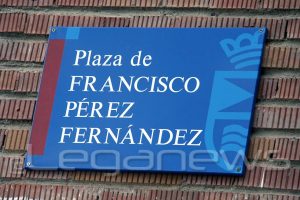 Plaza de
FRANCISCO
PÉREZ
FERNÁNDEZ
Leganews